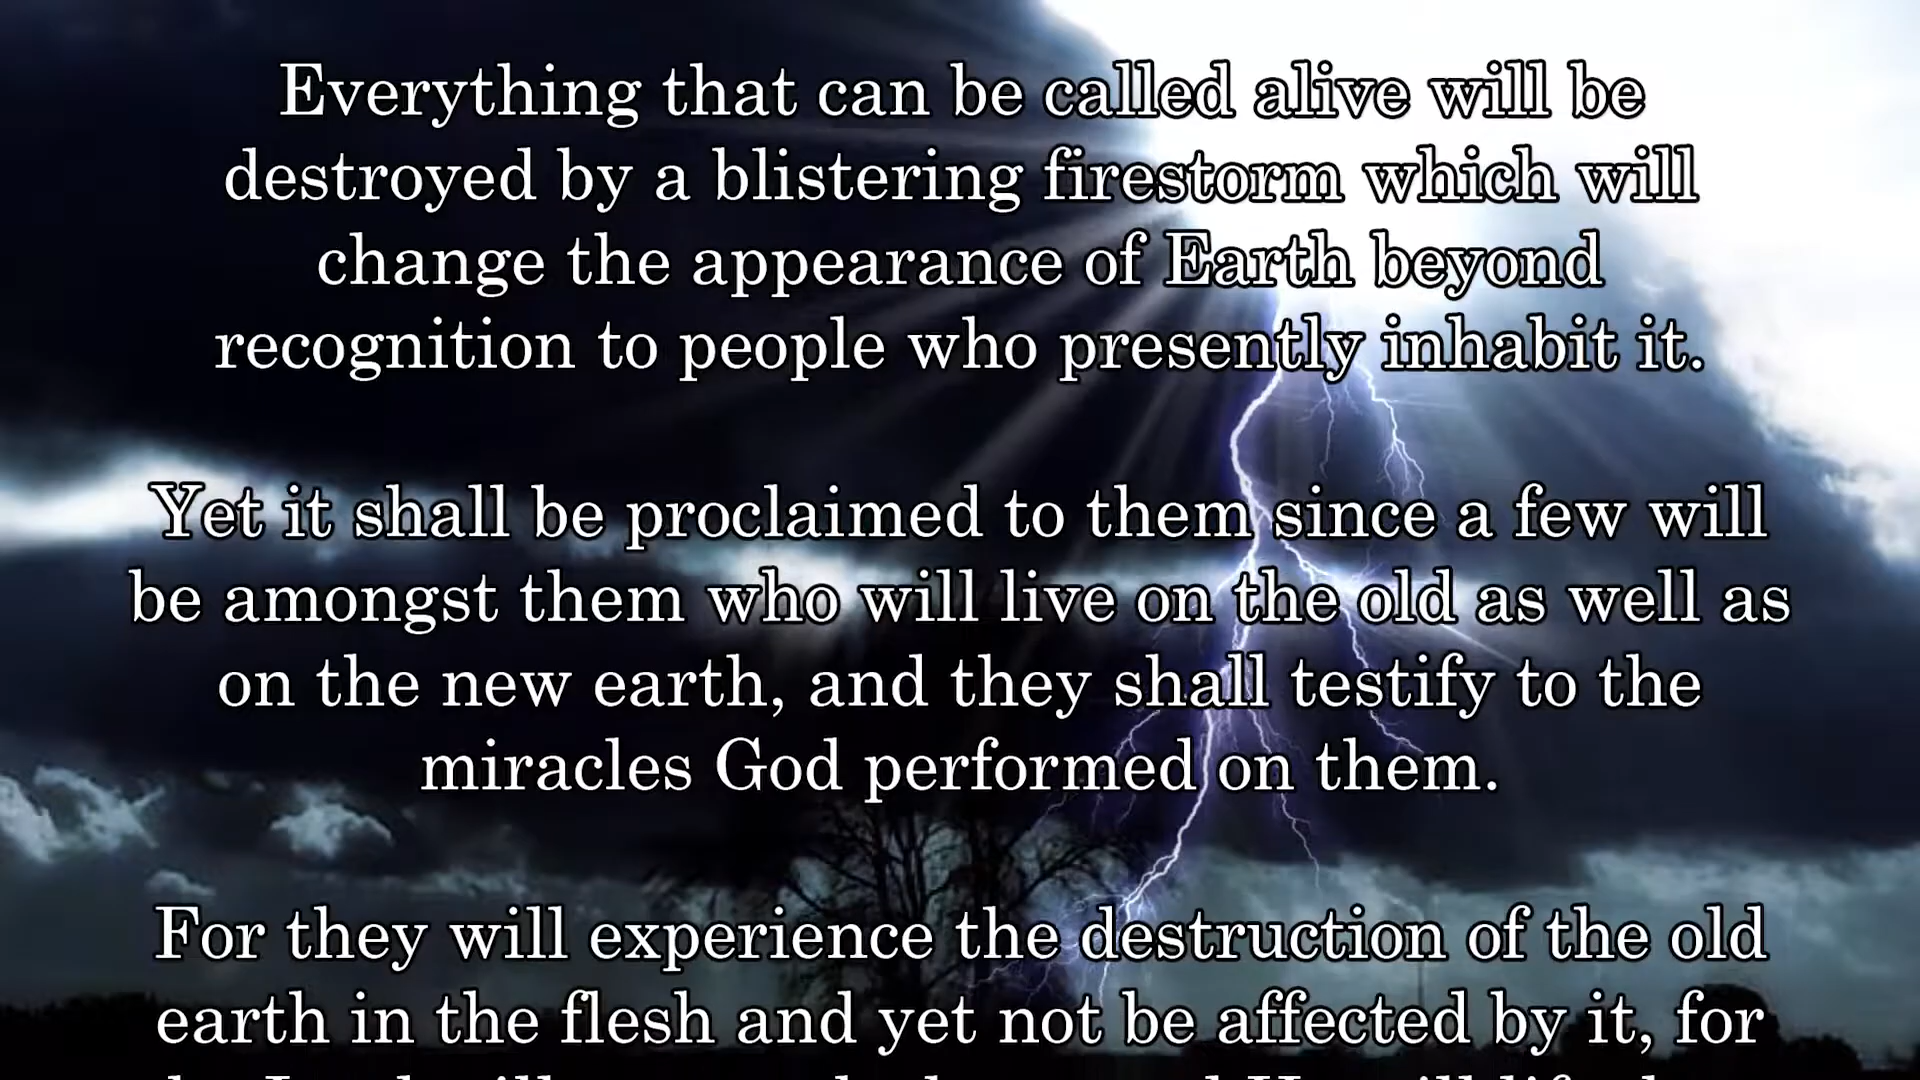 Everything that can be called alive will be
destroyed by a blistering firestorm which will
change the appearance of Earth beyond
recognition to people who presently inhabit it.
Yet it shall be proclaimed to them since a few will
be amongst them who will live on the old as well as
on the new earth, and they shall testify to the
miracles God performed on them.
For they will experience the destruction of the old
earth in the flesh and yet not be affected by it, for